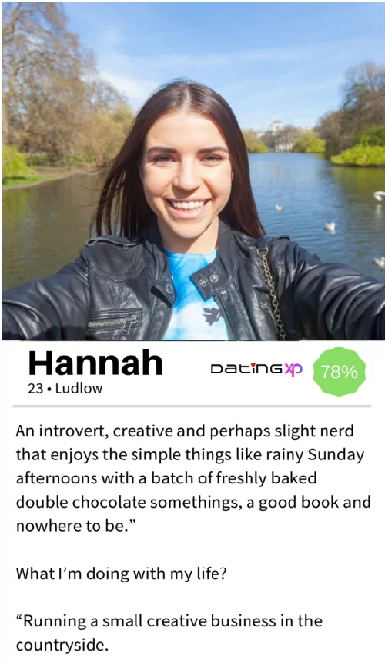 Hannah
DatingXP 78%
23 • Ludlow
An introvert, creative and perhaps slight nerd
that enjoys the simple things like rainy Sunday
afternoons with a batch of freshly baked
double chocolate somethings, a good book and
nowhere to be.”
What I’m doing with my life?
“Running a small creative business in the
countryside.